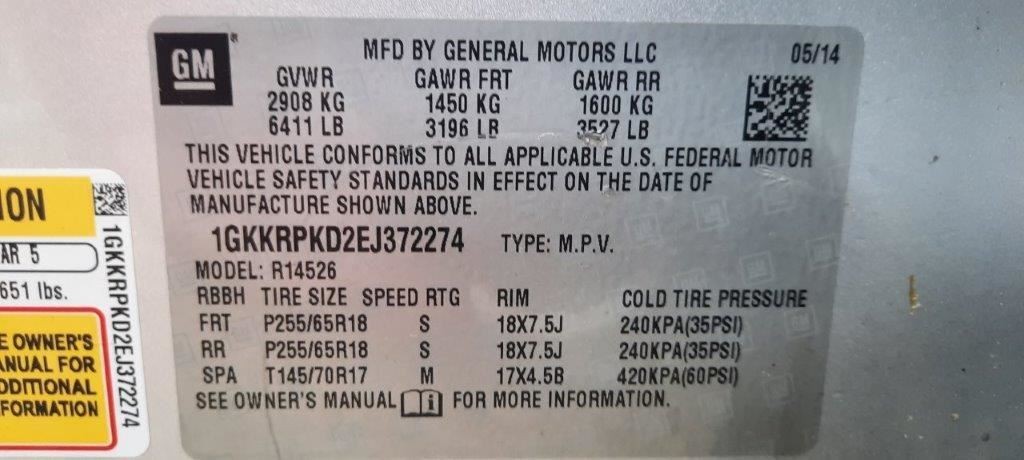 GM
MFD BY GENERAL MOTORS LLC 05/14
GVWR GAWR FRT GAWR RR
2908 KG 1450 KG 1600 KG
6411 LB 3196 LB 3527 LB
THIS VEHICLE CONFORMS TO ALL APPLICABLE U.S. FEDERAL MOTOR
VEHICLE SAFETY STANDARDS IN EFFECT ON THE DATE OF
MANUFACTURE SHOWN ABOVE.
1GKKRPKD2EJ372274 TYPE: M.P.V.
MODEL: R14526
RBBH TIRE SIZE SPEED RTG RIM COLD TIRE PRESSURE
FRT P255/65R18 S 18X7.5J 240KPA(35PSI)
RR P255/65R18 S 18X7.5J 240KPA(35PSI)
SPA T145/70R17 M 17X4.5B 420KPA(60PSI)
SEE OWNER'S MANUAL i FOR MORE INFORMATION.
ION
AR 5
651 lbs.
E OWNER'S
ANUAL FOR
DDITIONAL
FORMATION
1GKKRPKD2EJ372274